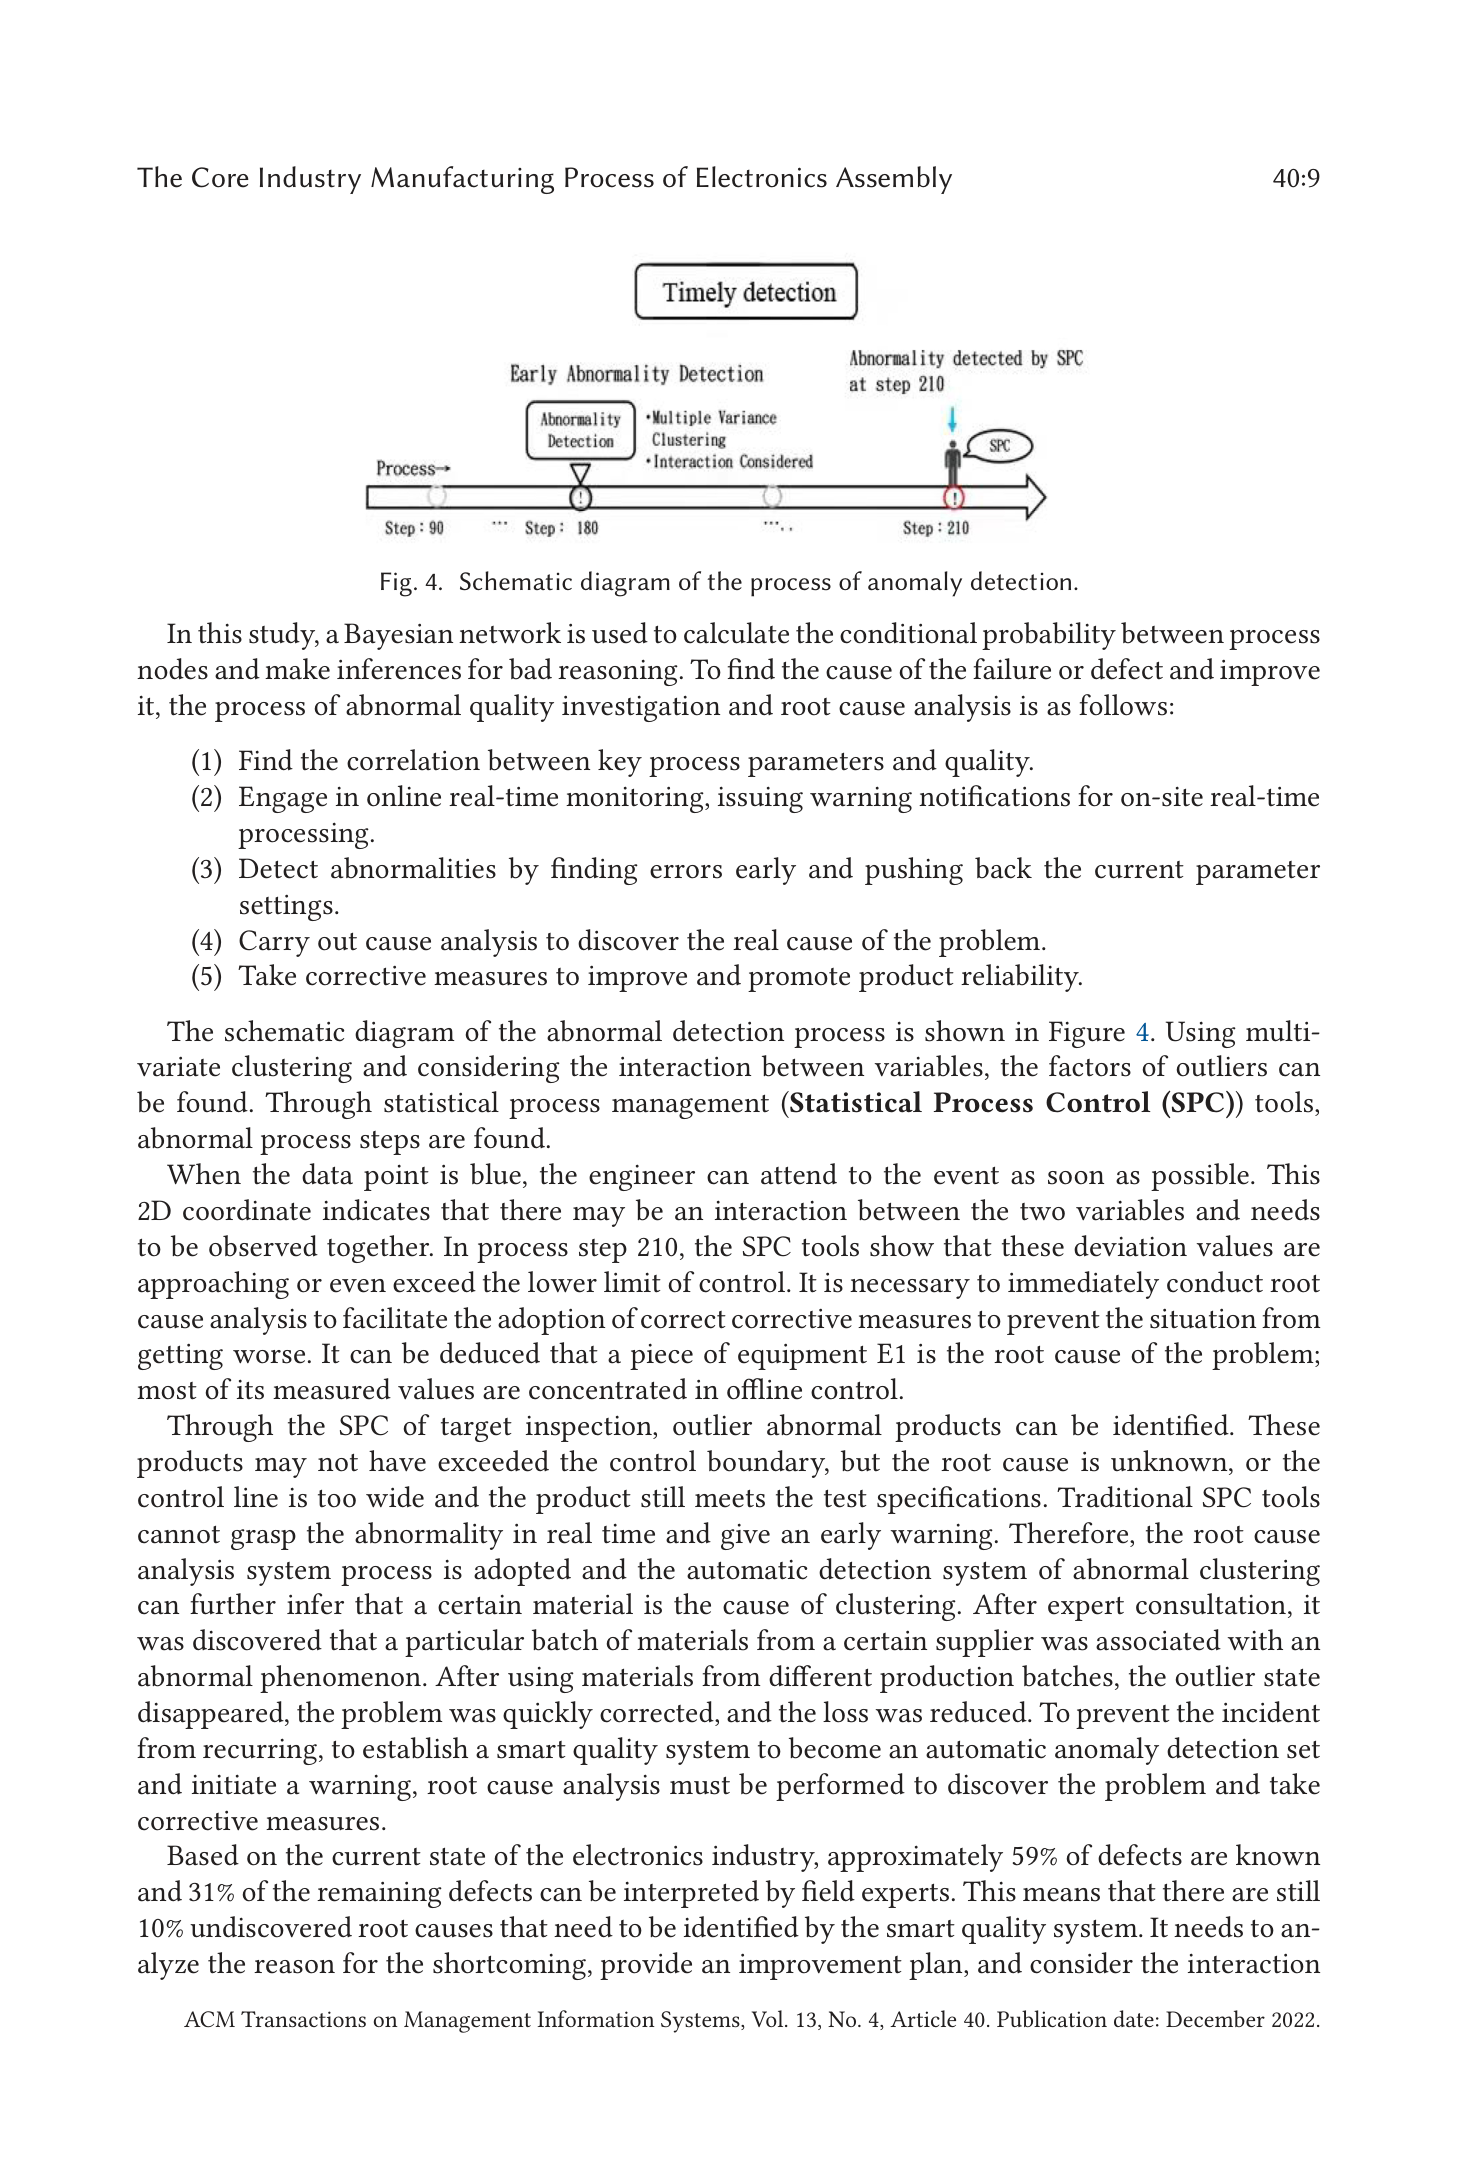 The Core Industry Manufacturing Process of Electronics Assembly 40:9
Timely detection
Abnormality detected by SPC
at step 210
Early Abnormality Detection
Abnormality
Detection
•Multiple Variance
Clustering
•Interaction Considered
SPC
Process→
!
!
Step：90 ... Step： 180 ..... Step：210
Fig. 4. Schematic diagram of the process of anomaly detection.
In this study, a Bayesian network is used to calculate the conditional probability between process
nodes and make inferences for bad reasoning. To find the cause of the failure or defect and improve
it, the process of abnormal quality investigation and root cause analysis is as follows:
(1) Find the correlation between key process parameters and quality.
(2) Engage in online real-time monitoring, issuing warning notifications for on-site real-time
processing.
(3) Detect abnormalities by finding errors early and pushing back the current parameter
settings.
(4) Carry out cause analysis to discover the real cause of the problem.
(5) Take corrective measures to improve and promote product reliability.
The schematic diagram of the abnormal detection process is shown in Figure 4. Using multi-
variate clustering and considering the interaction between variables, the factors of outliers can
be found. Through statistical process management (Statistical Process Control (SPC)) tools,
abnormal process steps are found.
When the data point is blue, the engineer can attend to the event as soon as possible. This
2D coordinate indicates that there may be an interaction between the two variables and needs
to be observed together. In process step 210, the SPC tools show that these deviation values are
approaching or even exceed the lower limit of control. It is necessary to immediately conduct root
cause analysis to facilitate the adoption of correct corrective measures to prevent the situation from
getting worse. It can be deduced that a piece of equipment E1 is the root cause of the problem;
most of its measured values are concentrated in offline control.
Through the SPC of target inspection, outlier abnormal products can be identified. These
products may not have exceeded the control boundary, but the root cause is unknown, or the
control line is too wide and the product still meets the test specifications. Traditional SPC tools
cannot grasp the abnormality in real time and give an early warning. Therefore, the root cause
analysis system process is adopted and the automatic detection system of abnormal clustering
can further infer that a certain material is the cause of clustering. After expert consultation, it
was discovered that a particular batch of materials from a certain supplier was associated with an
abnormal phenomenon. After using materials from different production batches, the outlier state
disappeared, the problem was quickly corrected, and the loss was reduced. To prevent the incident
from recurring, to establish a smart quality system to become an automatic anomaly detection set
and initiate a warning, root cause analysis must be performed to discover the problem and take
corrective measures.
Based on the current state of the electronics industry, approximately 59% of defects are known
and 31% of the remaining defects can be interpreted by field experts. This means that there are still
10% undiscovered root causes that need to be identified by the smart quality system. It needs to an-
alyze the reason for the shortcoming, provide an improvement plan, and consider the interaction
ACM Transactions on Management Information Systems, Vol. 13, No. 4, Article 40. Publication date: December 2022.